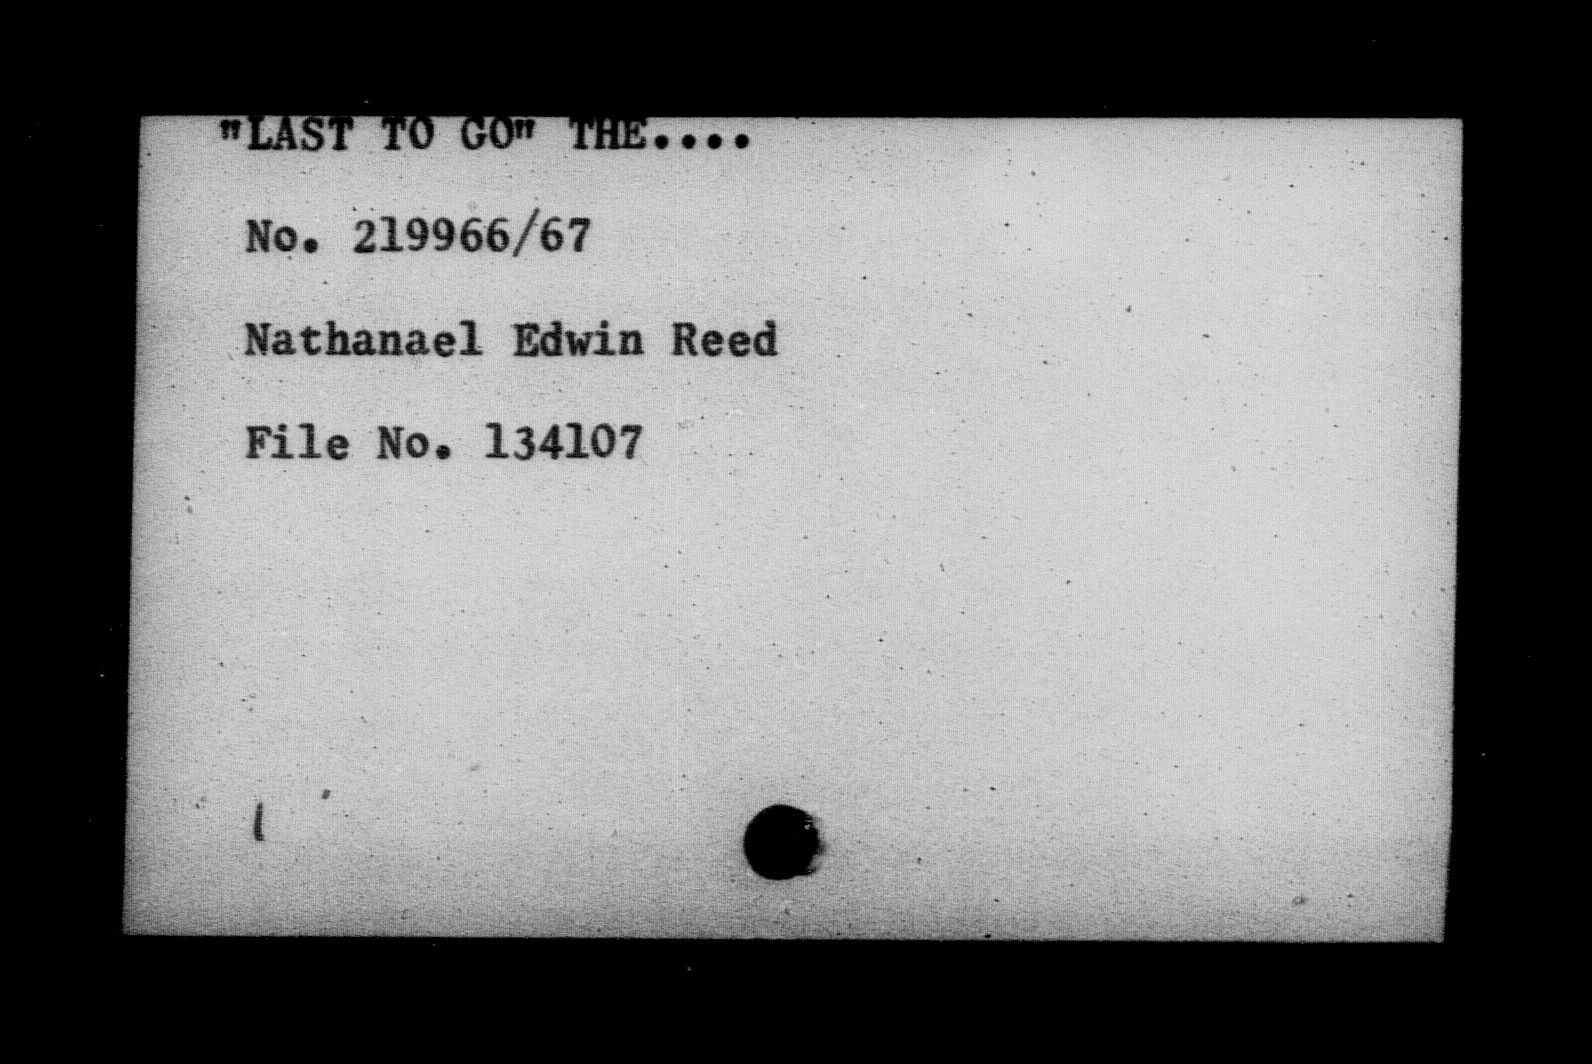 "LAST TO GO" THE....
No. 219966/67
Nathanael Edwin Reed
File No. 134107